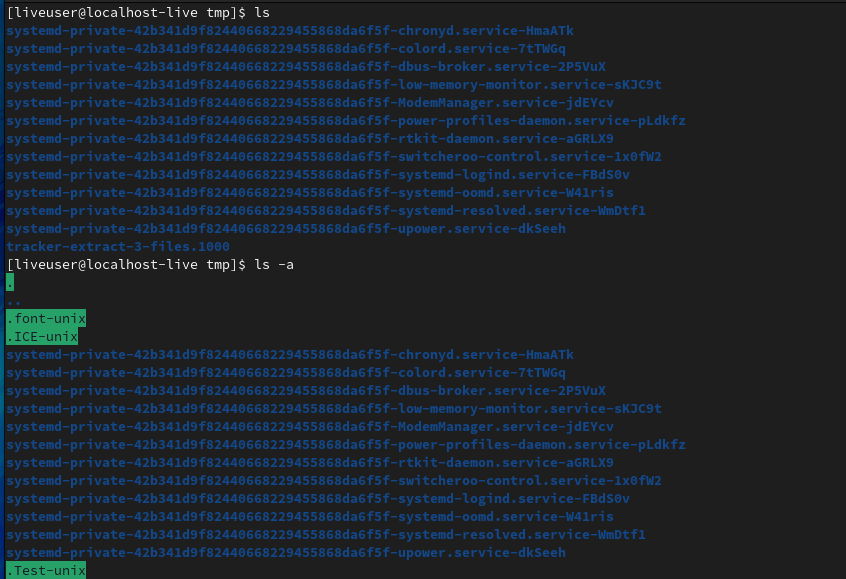 [liveuser@localhost-live tmp]$ ls
systemd-private-42b341d9f82440668229455868da6f5f-chronyd.service-HmaATk
systemd-private-42b341d9f82440668229455868da6f5f-colord.service-7tTWGq
systemd-private-42b341d9f82440668229455868da6f5f-dbus-broker.service-2P5VuX
systemd-private-42b341d9f82440668229455868da6f5f-low-memory-monitor.service-sKJC9t
systemd-private-42b341d9f82440668229455868da6f5f-ModemManager.service-jdEYcv
systemd-private-42b341d9f82440668229455868da6f5f-power-profiles-daemon.service-pLdkfz
systemd-private-42b341d9f82440668229455868da6f5f-rtkit-daemon.service-aGRLX9
systemd-private-42b341d9f82440668229455868da6f5f-switcheroo-control.service-1x0fW2
systemd-private-42b341d9f82440668229455868da6f5f-systemd-logind.service-FBdS0v
systemd-private-42b341d9f82440668229455868da6f5f-systemd-oomd.service-W41ris
systemd-private-42b341d9f82440668229455868da6f5f-systemd-resolved.service-WmDtf1
systemd-private-42b341d9f82440668229455868da6f5f-upower.service-dkSeeh
tracker-extract-3-files.1000
[liveuser@localhost-live tmp]$ ls -a
.
..
.font-unix
.ICE-unix
systemd-private-42b341d9f82440668229455868da6f5f-chronyd.service-HmaATk
systemd-private-42b341d9f82440668229455868da6f5f-colord.service-7tTWGq
systemd-private-42b341d9f82440668229455868da6f5f-dbus-broker.service-2P5VuX
systemd-private-42b341d9f82440668229455868da6f5f-low-memory-monitor.service-sKJC9t
systemd-private-42b341d9f82440668229455868da6f5f-ModemManager.service-jdEYcv
systemd-private-42b341d9f82440668229455868da6f5f-power-profiles-daemon.service-pLdkfz
systemd-private-42b341d9f82440668229455868da6f5f-rtkit-daemon.service-aGRLX9
systemd-private-42b341d9f82440668229455868da6f5f-switcheroo-control.service-1x0fW2
systemd-private-42b341d9f82440668229455868da6f5f-systemd-logind.service-FBdS0v
systemd-private-42b341d9f82440668229455868da6f5f-systemd-oomd.service-W41ris
systemd-private-42b341d9f82440668229455868da6f5f-systemd-resolved.service-WmDtf1
systemd-private-42b341d9f82440668229455868da6f5f-upower.service-dkSeeh
.Test-unix